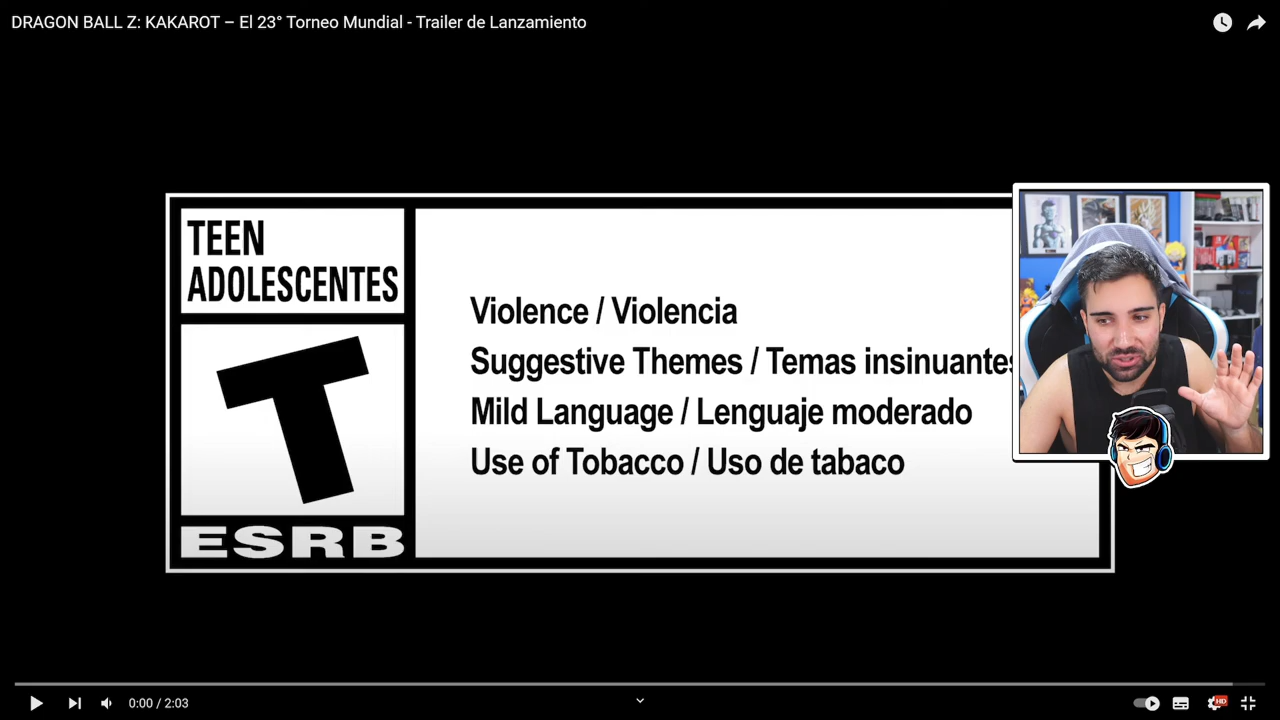 DRAGON BALL Z: KAKAROT – El 23° Torneo Mundial - Trailer de Lanzamiento
TEEN
ADOLESCENTES
T
ESRB
Violence / Violencia
Suggestive Themes / Temas insinuantes
Mild Language / Lenguaje moderado
Use of Tobacco / Uso de tabaco
0:00 / 2:03
HD